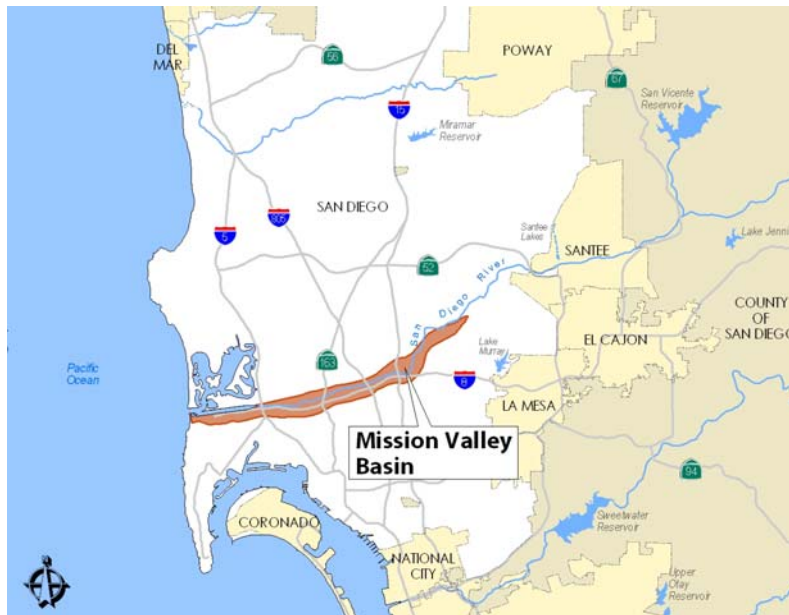 DEL
MAR
56
POWAY
67
San Vicente
Reservoir
15
Miramar
Reservoir
SAN DIEGO
805
5
Santee
Lakes
SANTEE
Lake Jenni
52
San Diego River
COUNTY
OF
SAN DIEGO
EL CAJON
Lake
Murray
Pacific
Ocean
163
8
LA MESA
Mission Valley
Basin
94
CORONADO
Sweetwater
Reservoir
NATIONAL
CITY
Upper
Otay
Reservoir